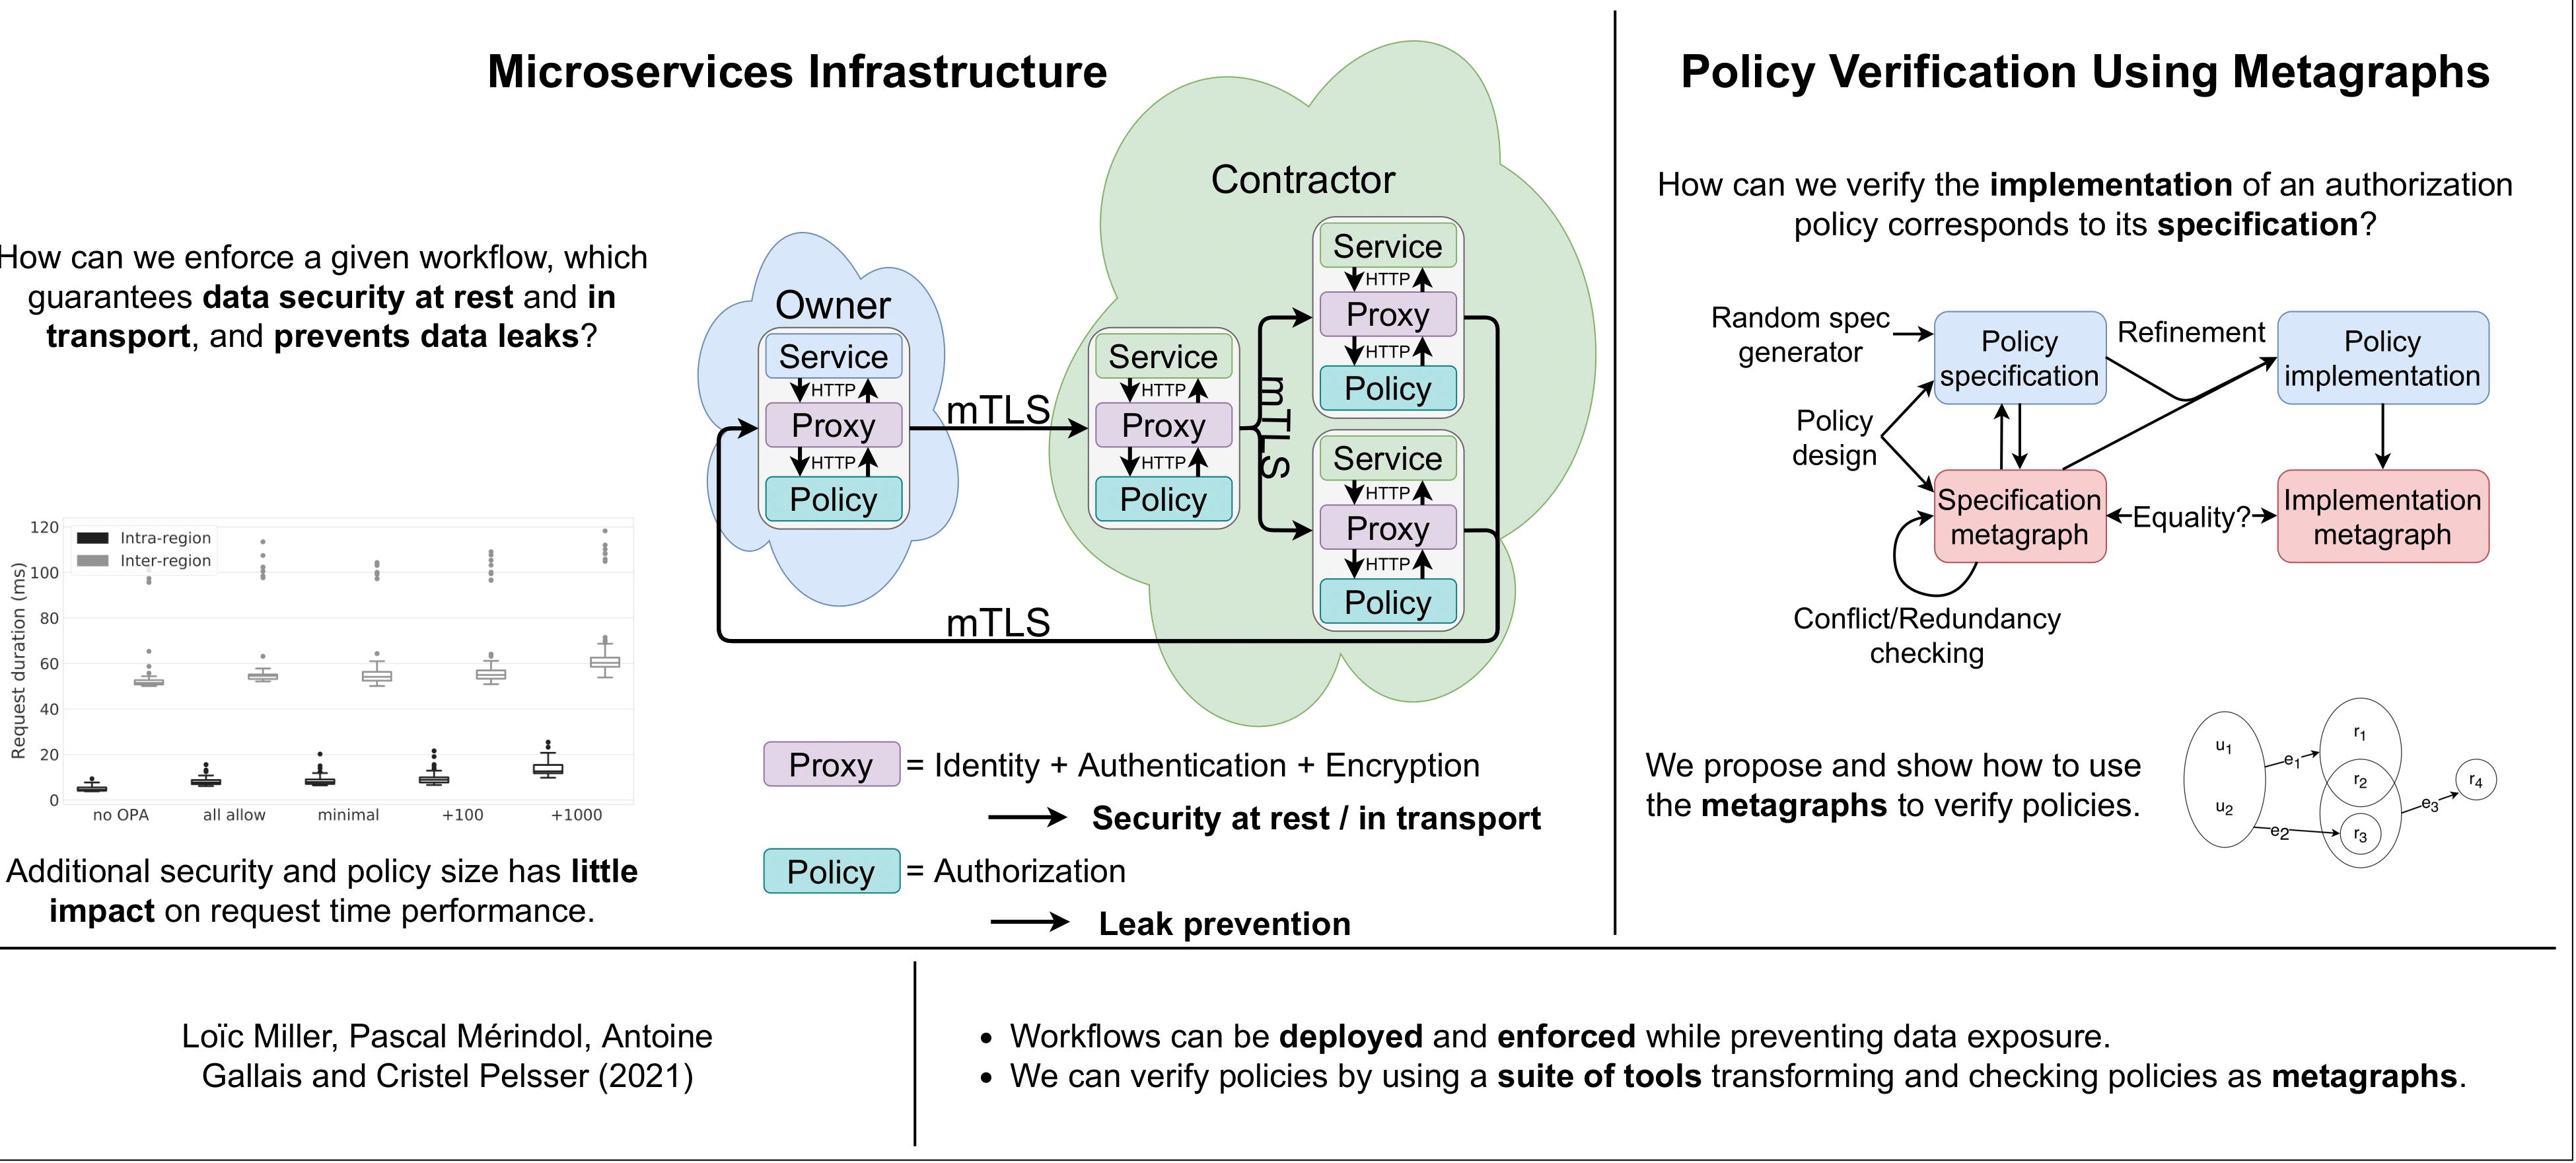 Microservices Infrastructure
How can we enforce a given workflow, which
guarantees data security at rest and in
transport, and prevents data leaks?
Owner
Service
HTTP
Proxy
HTTP
Policy
mTLS
Contractor
Service
HTTP
Proxy
HTTP
Policy
mTLS
Service
HTTP
Proxy
HTTP
Policy
Service
HTTP
Proxy
HTTP
Policy
mTLS
Request duration (ms)
120
100
80
60
40
20
0
Intra-region
Inter-region
no OPA
all allow
minimal
+100
+1000
Additional security and policy size has little
impact on request time performance.
Proxy = Identity + Authentication + Encryption
Security at rest / in transport
Policy = Authorization
Leak prevention
Policy Verification Using Metagraphs
How can we verify the implementation of an authorization
policy corresponds to its specification?
Random spec
generator
Policy
specification
Refinement
Policy
implementation
Policy
design
Specification
metagraph
Equality?
Implementation
metagraph
Conflict/Redundancy
checking
We propose and show how to use
the metagraphs to verify policies.
u1
u2
e1
e2
r1
r2
r3
e3
r4
Loïc Miller, Pascal Mérindol, Antoine
Gallais and Cristel Pelsser (2021)
• Workflows can be deployed and enforced while preventing data exposure.
• We can verify policies by using a suite of tools transforming and checking policies as metagraphs.